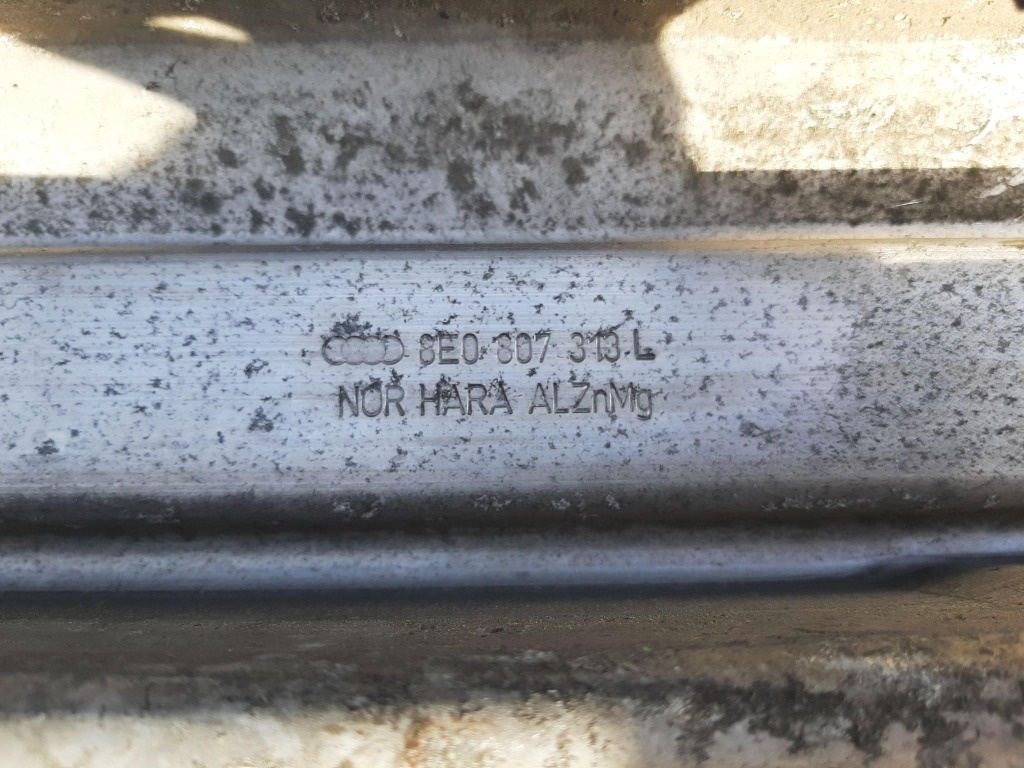 8E0 807 313 L
NOR HARA ALZnMg